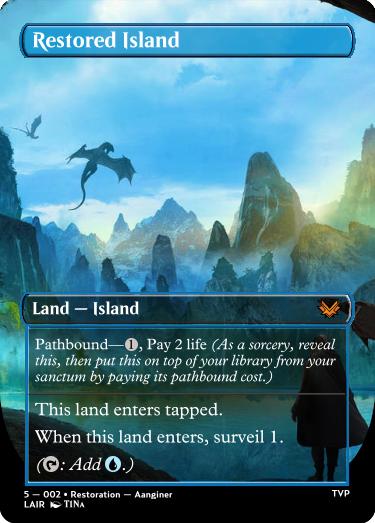 Restored Island
Land — Island
Pathbound—①, Pay 2 life (As a sorcery, reveal
this, then put this on top of your library from your
sanctum by paying its pathbound cost.)
This land enters tapped.
When this land enters, surveil 1.
(: Add .)
5 — 002 • Restoration — Aanginer
TVP
LAIR TINA